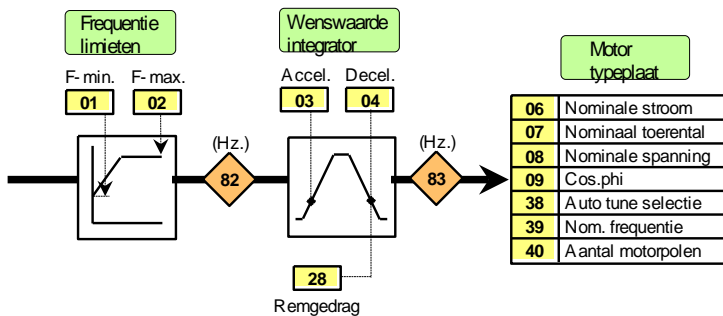 Frequentie
limieten
F- min. F- max.
01 02
Wenswaarde
integrator
Accel. Decel.
03 04
Motor
typeplaat
(Hz.)
82
(Hz.)
83
28
Remgedrag
06 Nominale stroom
07 Nominaal toerental
08 Nominale spanning
09 Cos.phi
38 Auto tune selectie
39 Nom. frequentie
40 Aantal motorpolen